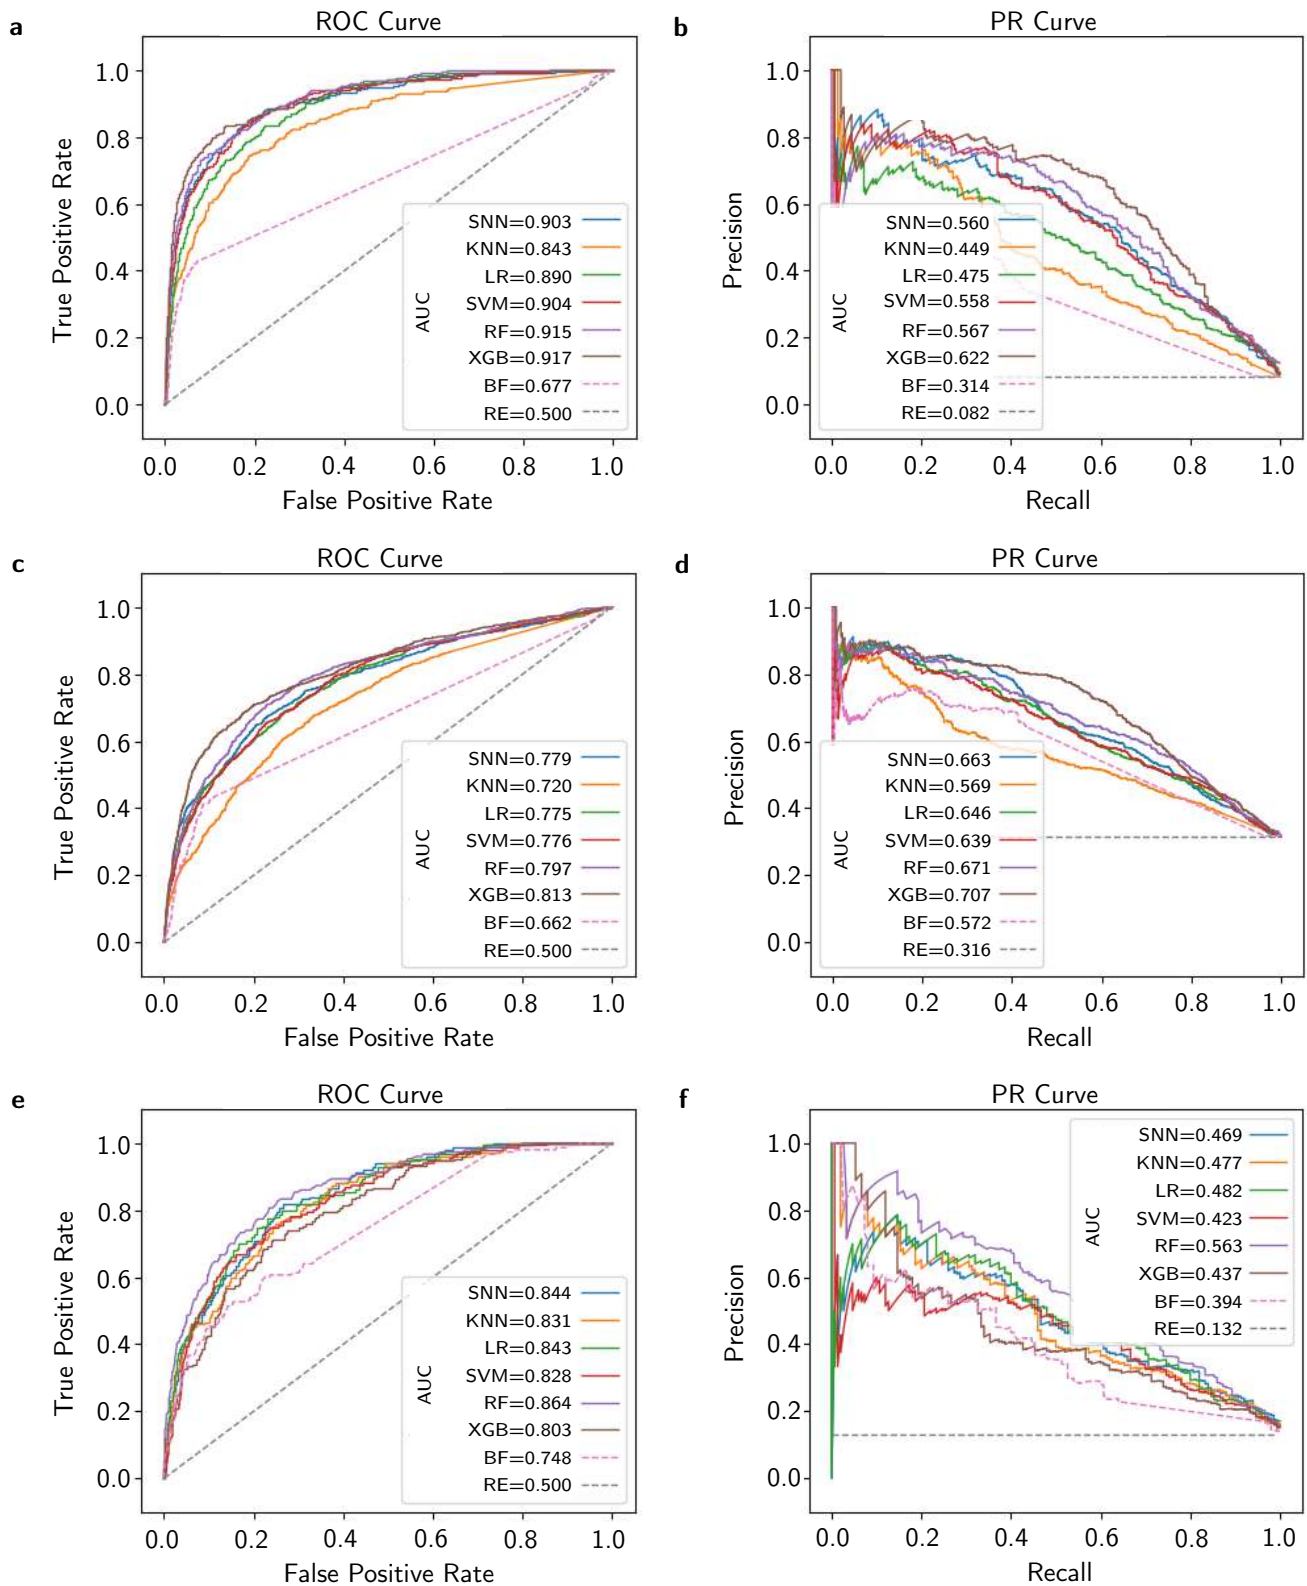 a
ROC Curve
True Positive Rate
1.0
0.8
0.6
0.4
0.2
0.0
0.0 0.2 0.4 0.6 0.8 1.0
False Positive Rate
AUC
SNN=0.903
KNN=0.843
LR=0.890
SVM=0.904
RF=0.915
XGB=0.917
BF=0.677
RE=0.500
b
PR Curve
Precision
1.0
0.8
0.6
0.4
0.2
0.0
0.0 0.2 0.4 0.6 0.8 1.0
Recall
AUC
SNN=0.560
KNN=0.449
LR=0.475
SVM=0.558
RF=0.567
XGB=0.622
BF=0.314
RE=0.082
c
ROC Curve
True Positive Rate
1.0
0.8
0.6
0.4
0.2
0.0
0.0 0.2 0.4 0.6 0.8 1.0
False Positive Rate
AUC
SNN=0.779
KNN=0.720
LR=0.775
SVM=0.776
RF=0.797
XGB=0.813
BF=0.662
RE=0.500
d
PR Curve
Precision
1.0
0.8
0.6
0.4
0.2
0.0
0.0 0.2 0.4 0.6 0.8 1.0
Recall
AUC
SNN=0.663
KNN=0.569
LR=0.646
SVM=0.639
RF=0.671
XGB=0.707
BF=0.572
RE=0.316
e
ROC Curve
True Positive Rate
1.0
0.8
0.6
0.4
0.2
0.0
0.0 0.2 0.4 0.6 0.8 1.0
False Positive Rate
AUC
SNN=0.844
KNN=0.831
LR=0.843
SVM=0.828
RF=0.864
XGB=0.803
BF=0.748
RE=0.500
f
PR Curve
Precision
1.0
0.8
0.6
0.4
0.2
0.0
0.0 0.2 0.4 0.6 0.8 1.0
Recall
AUC
SNN=0.469
KNN=0.477
LR=0.482
SVM=0.423
RF=0.563
XGB=0.437
BF=0.394
RE=0.132